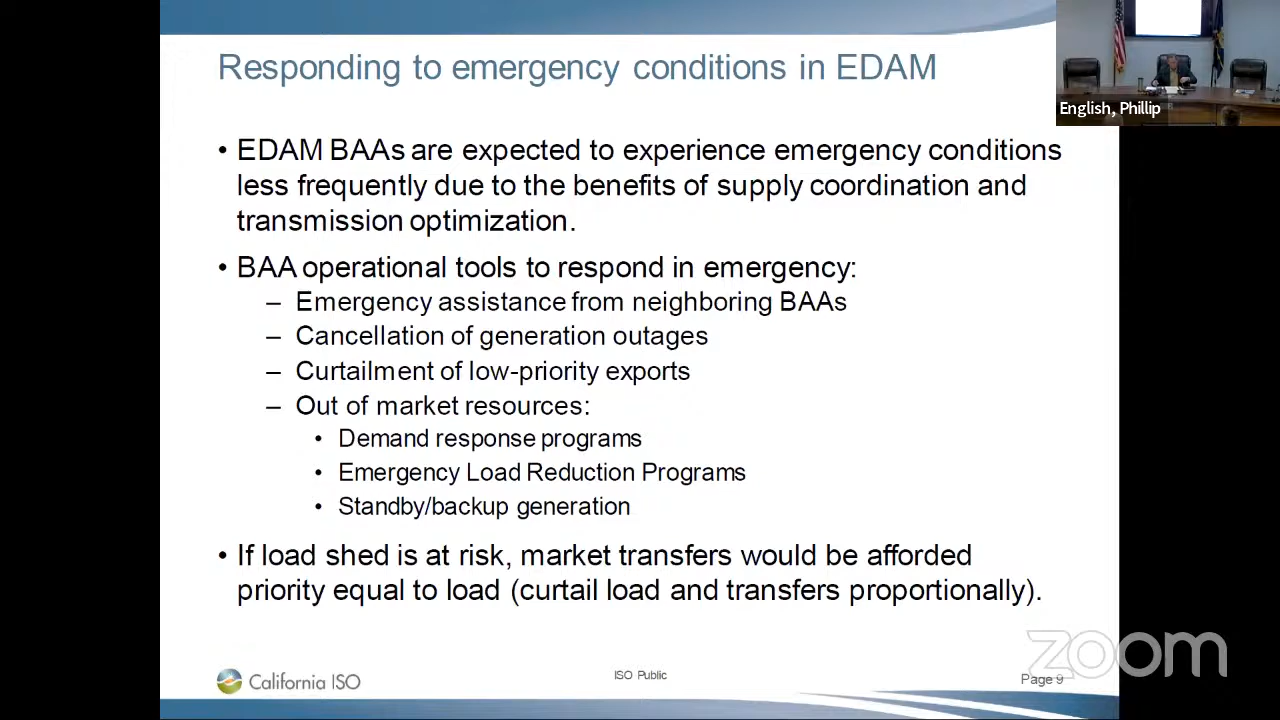 Responding to emergency conditions in EDAM
English, Phillip
• EDAM BAAs are expected to experience emergency conditions
less frequently due to the benefits of supply coordination and
transmission optimization.
• BAA operational tools to respond in emergency:
– Emergency assistance from neighboring BAAs
– Cancellation of generation outages
– Curtailment of low-priority exports
– Out of market resources:
• Demand response programs
• Emergency Load Reduction Programs
• Standby/backup generation
• If load shed is at risk, market transfers would be afforded
priority equal to load (curtail load and transfers proportionally).
zoom
California ISO
ISO Public
Page 9